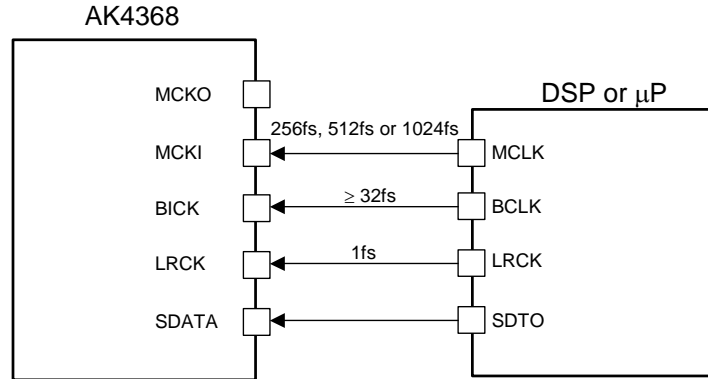 AK4368
DSP or μP
MCKO
256fs, 512fs or 1024fs
MCKI
MCLK
≥ 32fs
BICK
BCLK
1fs
LRCK
LRCK
SDATA
SDTO